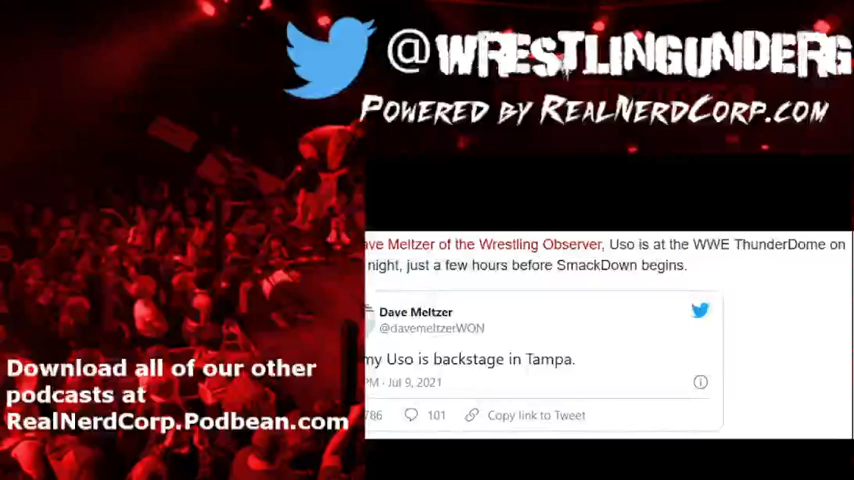 @WRESTLINGUNDERG
POWERED BY REALNERDCORP.COM
ave Meltzer of the Wrestling Observer, Uso is at the WWE ThunderDome on
night, just a few hours before SmackDown begins.
Dave Meltzer
@davemeltzerWON
my Uso is backstage in Tampa.
PM · Jul 9, 2021
786 101 Copy link to Tweet
Download all of our other
podcasts at
RealNerdCorp.Podbean.com